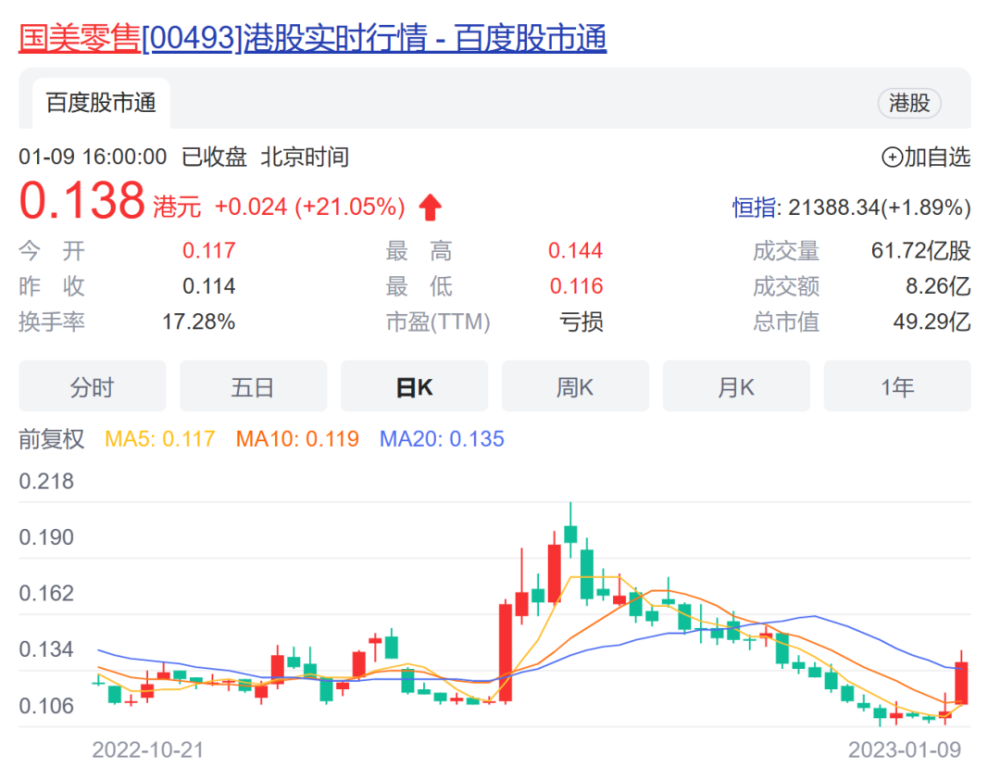 国美零售[00493]港股实时行情 - 百度股市通
百度股市通 港股
01-09 16:00:00 已收盘 北京时间 加自选
0.138 港元 +0.024 (+21.05%) 恒指: 21388.34(+1.89%)
今 开 0.117 最 高 0.144 成交量 61.72亿股
昨 收 0.114 最 低 0.116 成交额 8.26亿
换手率 17.28% 市盈(TTM) 亏损 总市值 49.29亿
分时 五日 日K 周K 月K 1年
前复权 MA5: 0.117 MA10: 0.119 MA20: 0.135
0.218
0.190
0.162
0.134
0.106
2022-10-21 2023-01-09